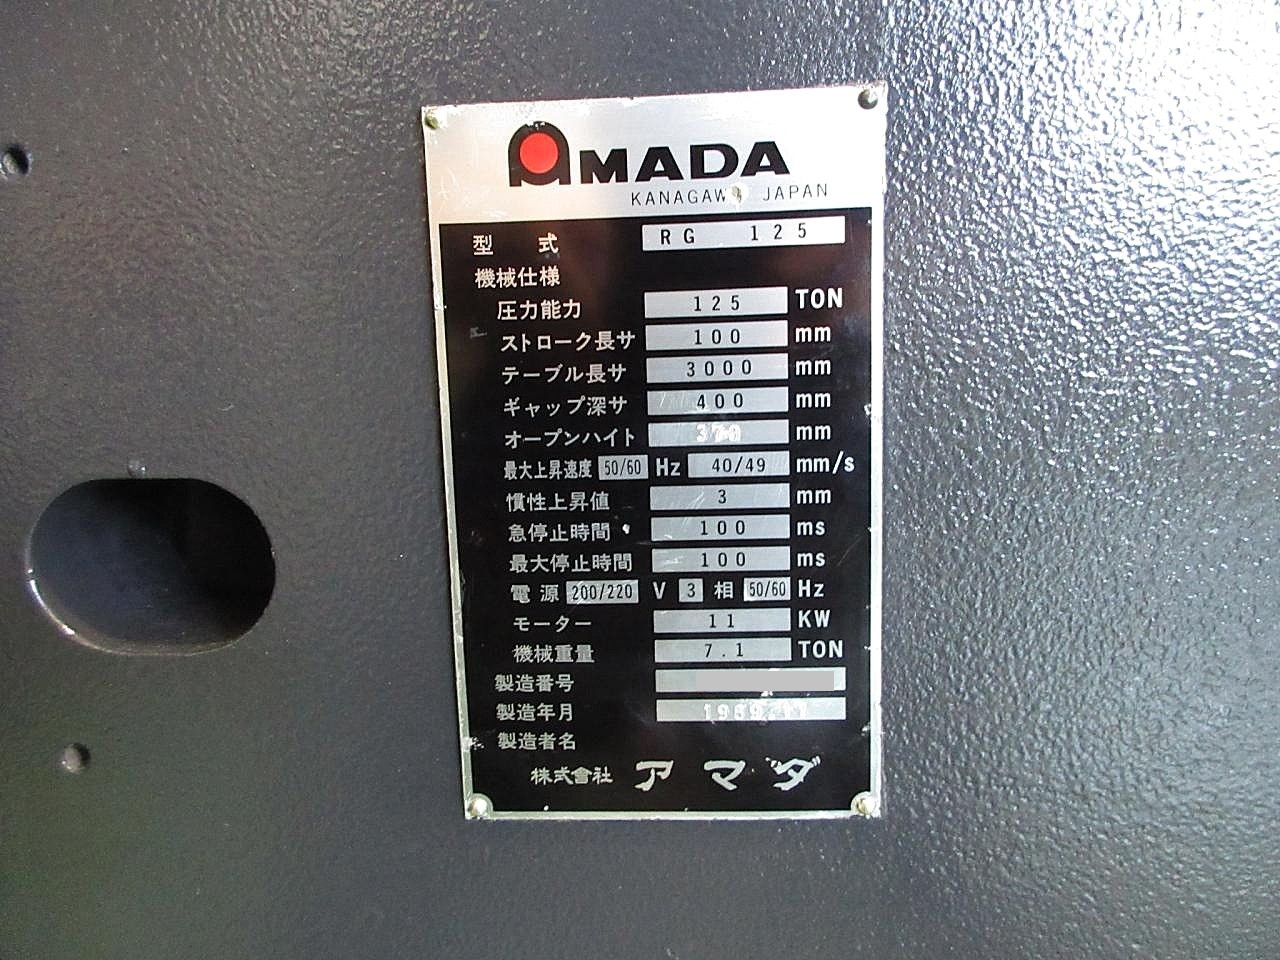 AMADA
KANAGAWA JAPAN
型 式 RG 125
機械仕様
圧力能力 125 TON
ストローク長サ 100 mm
テーブル長サ 3000 mm
ギャップ深サ 400 mm
オープンハイト 370 mm
最大上昇速度 50/60 Hz 40/49 mm/s
慣性上昇値 3 mm
急停止時間 100 ms
最大停止時間 100 ms
電源 200/220 V 3 相 50/60 Hz
モーター 11 KW
機械重量 7.1 TON
製造番号
製造年月
製造者名
株式會社 アマダ